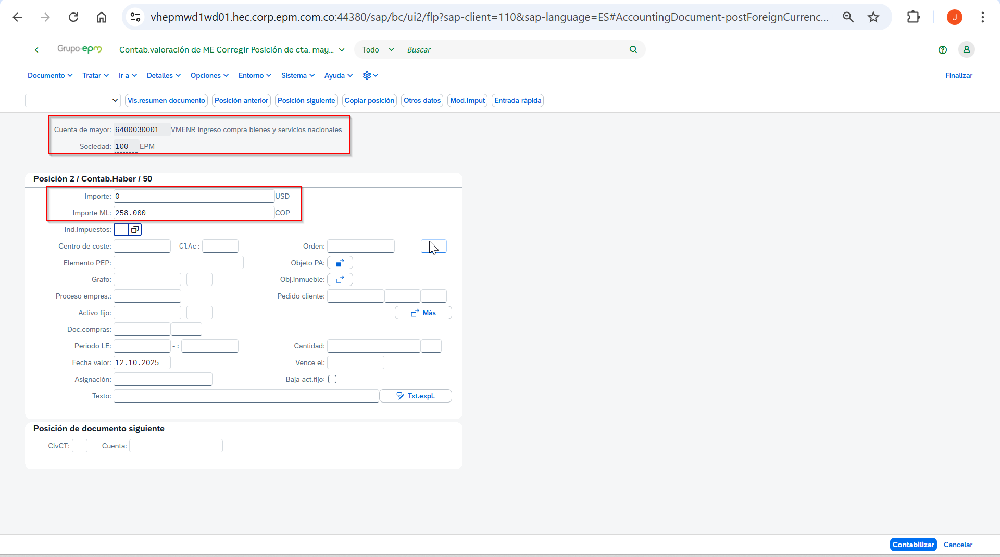 vhepmwd1wd01.hec.corp.epm.com.co:44380/sap/bc/ui2/flp?sap-client=110&sap-language=ES#AccountingDocument-postForeignCurrenc...
J
Grupo·epm
Contab.valoración de ME Corregir Posición de cta. may...
Todo
Buscar
Documento
Tratar
Ir a
Detalles
Opciones
Entorno
Sistema
Ayuda
Finalizar
Vis.resumen documento
Posición anterior
Posición siguiente
Copiar posición
Otros datos
Mod.Imput
Entrada rápida
Cuenta de mayor: 6400030001 VMENR ingreso compra bienes y servicios nacionales
Sociedad: 100 EPM
Posición 2 / Contab.Haber / 50
Importe: 0 USD
Importe ML: 258.000 COP
Ind.impuestos:
Centro de coste: ClAc: Orden:
Elemento PEP: Objeto PA:
Grafo: Obj.inmueble:
Proceso empres.: Pedido cliente:
Activo fijo: Más
Doc.compras:
Periodo LE: -: Cantidad:
Fecha valor: 12.10.2025 Vence el:
Asignación: Baja act.fijo:
Texto: Txt.expl.
Posición de documento siguiente
ClvCT: Cuenta:
Contabilizar
Cancelar